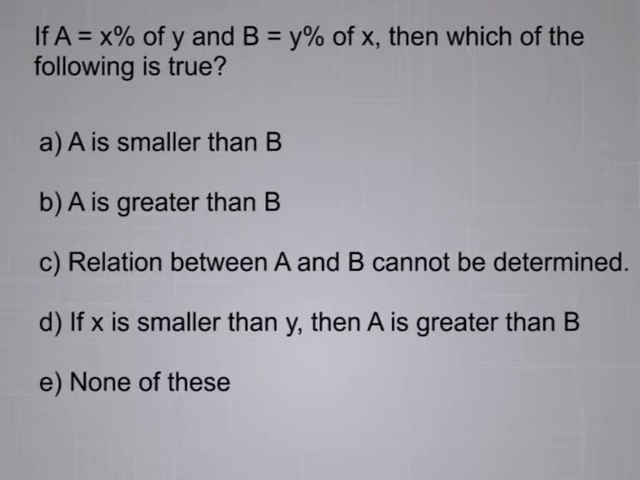 If A = x% of y and B = y% of x, then which of the
following is true?
a) A is smaller than B
b) A is greater than B
c) Relation between A and B cannot be determined.
d) If x is smaller than y, then A is greater than B
e) None of these